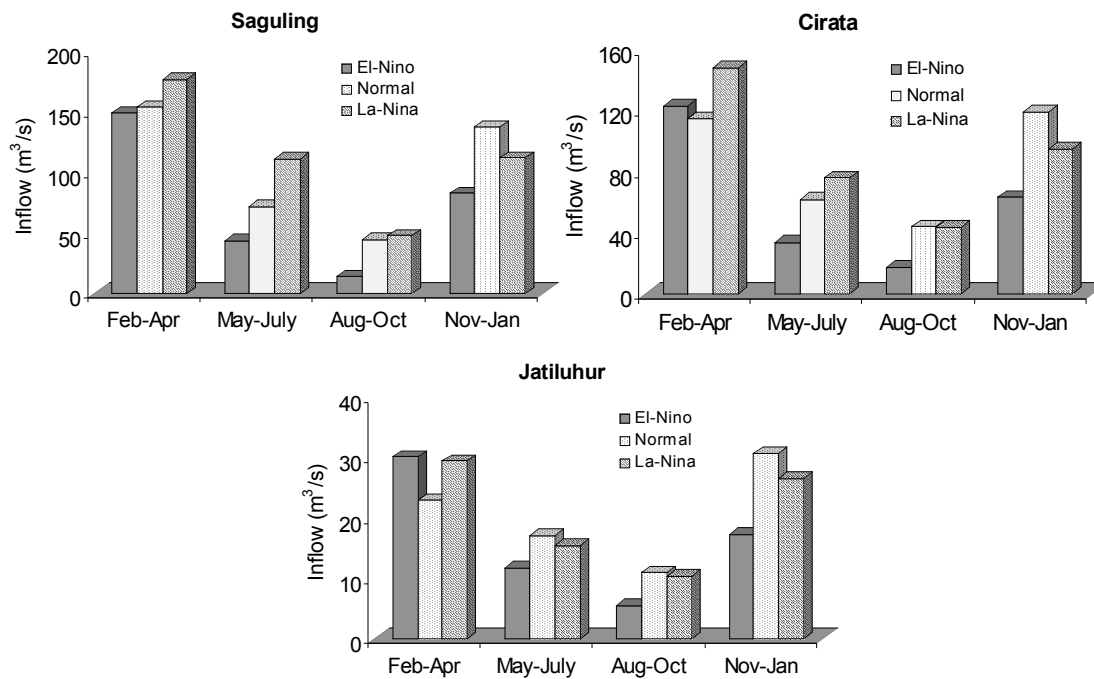 Saguling
200
150
100
50
0
Inflow (m³/s)
El-Nino
Normal
La-Nina
Feb-Apr May-July Aug-Oct Nov-Jan
Cirata
160
120
80
40
0
Inflow (m³/s)
El-Nino
Normal
La-Nina
Feb-Apr May-July Aug-Oct Nov-Jan
Jatiluhur
40
30
20
10
0
Inflow (m³/s)
El-Nino
Normal
La-Nina
Feb-Apr May-July Aug-Oct Nov-Jan